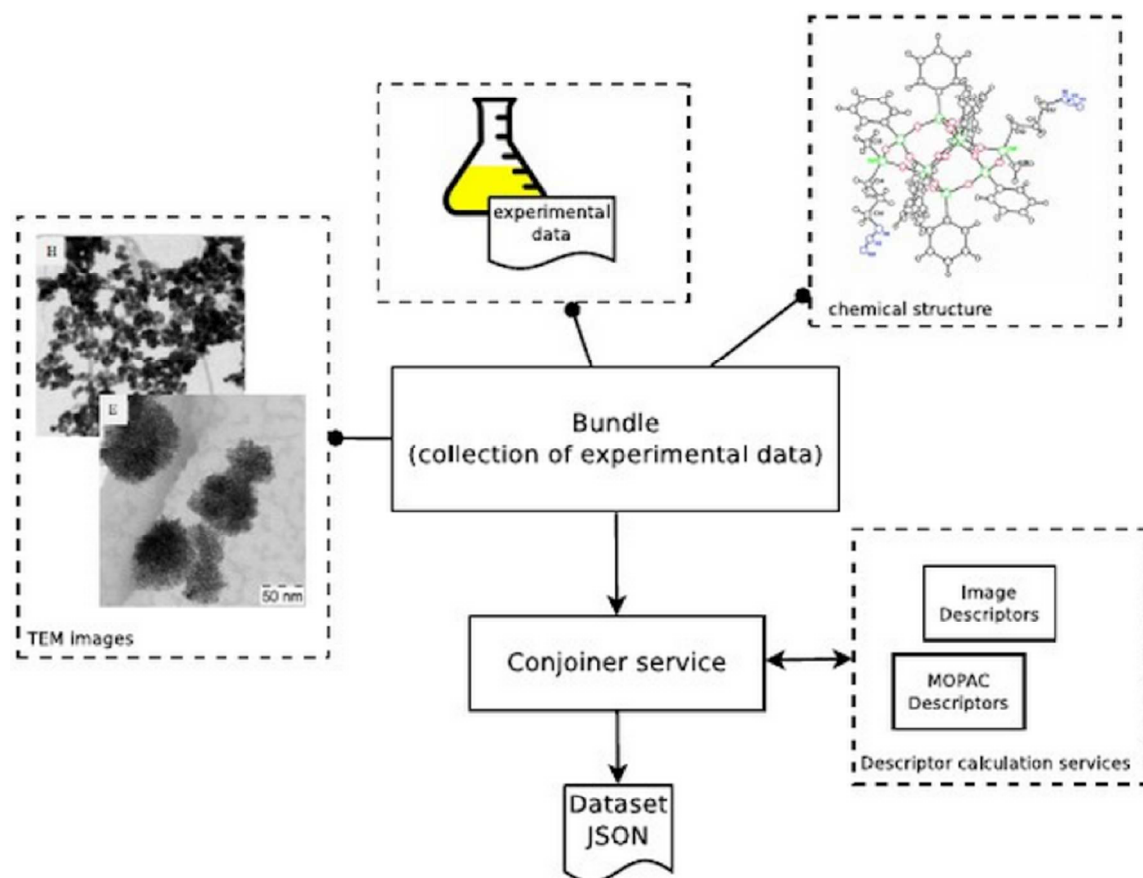 experimental
data
chemical structure
H
E
50 nm
TEM images
Bundle
(collection of experimental data)
Conjoiner service
Image
Descriptors
MOPAC
Descriptors
Descriptor calculation services
Dataset
JSON